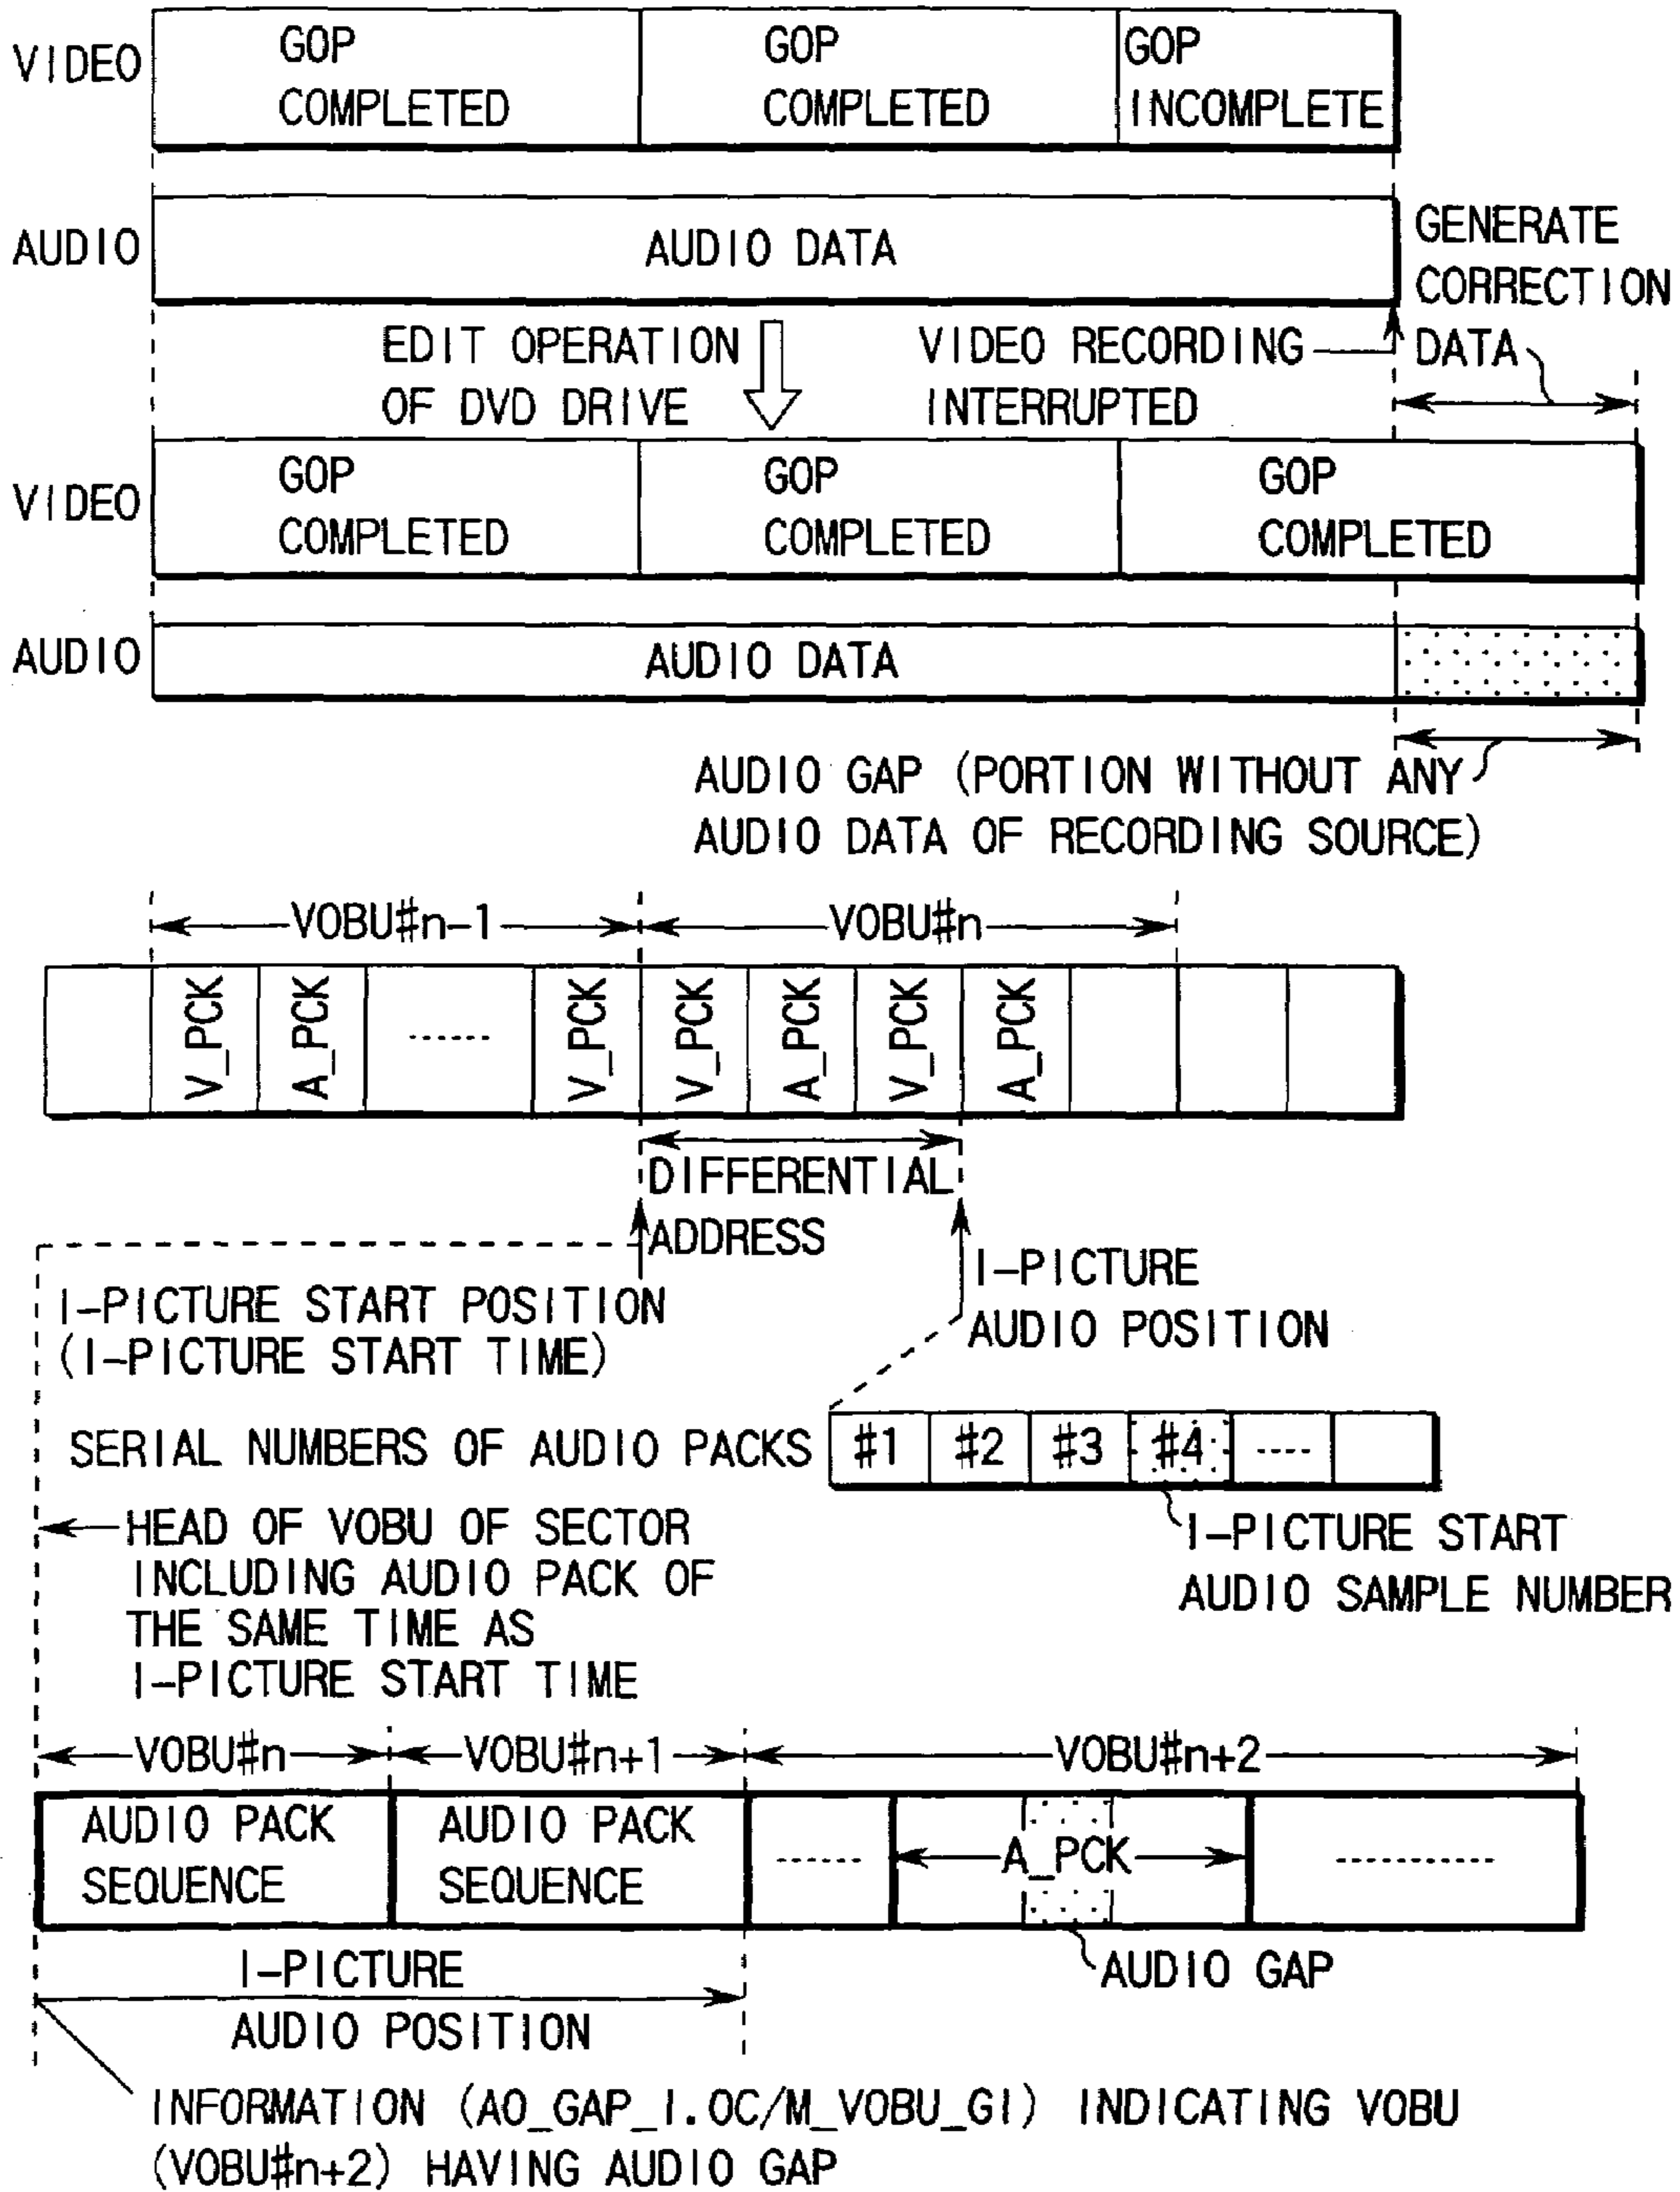 VIDEO
GOP
COMPLETED
GOP
COMPLETED
GOP
INCOMPLETE
AUDIO
AUDIO DATA
GENERATE
CORRECTION
DATA
EDIT OPERATION
OF DVD DRIVE
VIDEO RECORDING
INTERRUPTED
VIDEO
GOP
COMPLETED
GOP
COMPLETED
GOP
COMPLETED
AUDIO
AUDIO DATA
AUDIO GAP (PORTION WITHOUT ANY
AUDIO DATA OF RECORDING SOURCE)
VOBU#n-1
VOBU#n
V_PCK
A_PCK
V_PCK
V_PCK
A_PCK
V_PCK
A_PCK
DIFFERENTIAL
ADDRESS
I-PICTURE START POSITION
(I-PICTURE START TIME)
I-PICTURE
AUDIO POSITION
SERIAL NUMBERS OF AUDIO PACKS
#1
#2
#3
#4
I-PICTURE START
AUDIO SAMPLE NUMBER
HEAD OF VOBU OF SECTOR
INCLUDING AUDIO PACK OF
THE SAME TIME AS
I-PICTURE START TIME
VOBU#n
VOBU#n+1
VOBU#n+2
AUDIO PACK
SEQUENCE
AUDIO PACK
SEQUENCE
A_PCK
AUDIO GAP
I-PICTURE
AUDIO POSITION
INFORMATION (A0_GAP_I.OC/M_VOBU_GI) INDICATING VOBU
(VOBU#n+2) HAVING AUDIO GAP